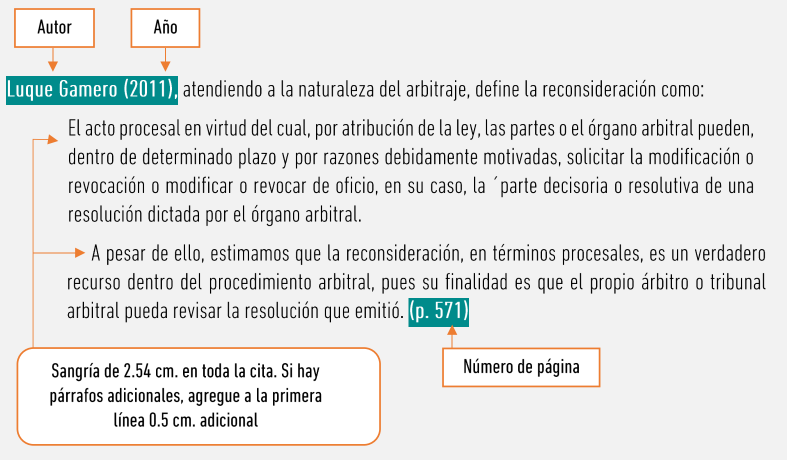 Autor
Año
Luque Gamero (2011), atendiendo a la naturaleza del arbitraje, define la reconsideración como:
El acto procesal en virtud del cual, por atribución de la ley, las partes o el órgano arbitral pueden,
dentro de determinado plazo y por razones debidamente motivadas, solicitar la modificación o
revocación o modificar o revocar de oficio, en su caso, la ´parte decisoria o resolutiva de una
resolución dictada por el órgano arbitral.
A pesar de ello, estimamos que la reconsideración, en términos procesales, es un verdadero
recurso dentro del procedimiento arbitral, pues su finalidad es que el propio árbitro o tribunal
arbitral pueda revisar la resolución que emitió. (p. 571)
Sangría de 2.54 cm. en toda la cita. Si hay
párrafos adicionales, agregue a la primera
línea 0.5 cm. adicional
Número de página